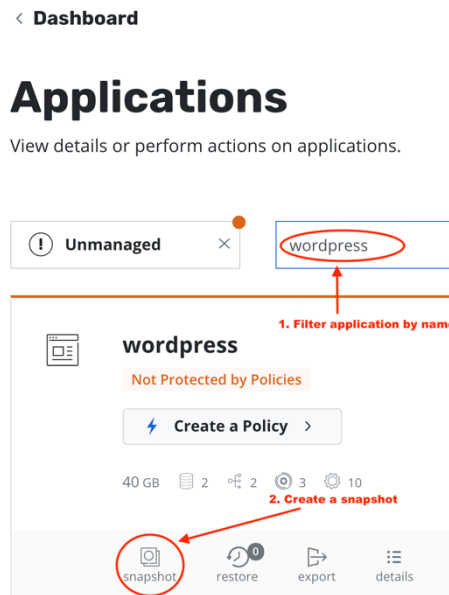 < Dashboard
Applications
View details or perform actions on applications.
Unmanaged ×
wordpress
1. Filter application by name
wordpress
Not Protected by Policies
Create a Policy >
40 GB 2 2 3 10
2. Create a snapshot
0
snapshot restore export details